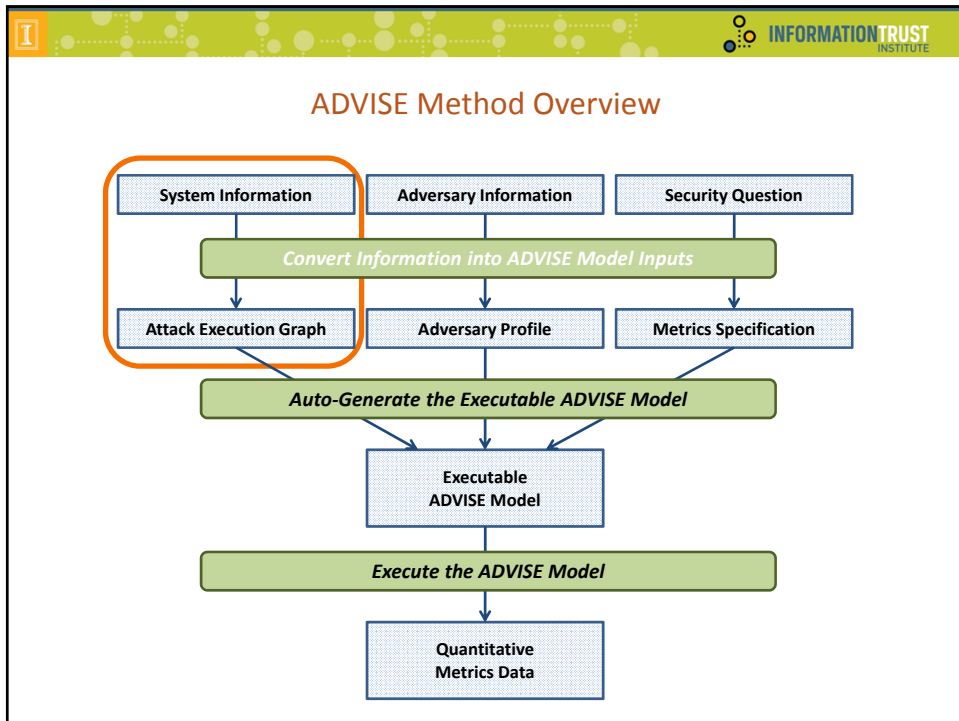 I
INFORMATIONTRUST
INSTITUTE
ADVISE Method Overview
System Information
Adversary Information
Security Question
Convert Information into ADVISE Model Inputs
Attack Execution Graph
Adversary Profile
Metrics Specification
Auto-Generate the Executable ADVISE Model
Executable
ADVISE Model
Execute the ADVISE Model
Quantitative
Metrics Data